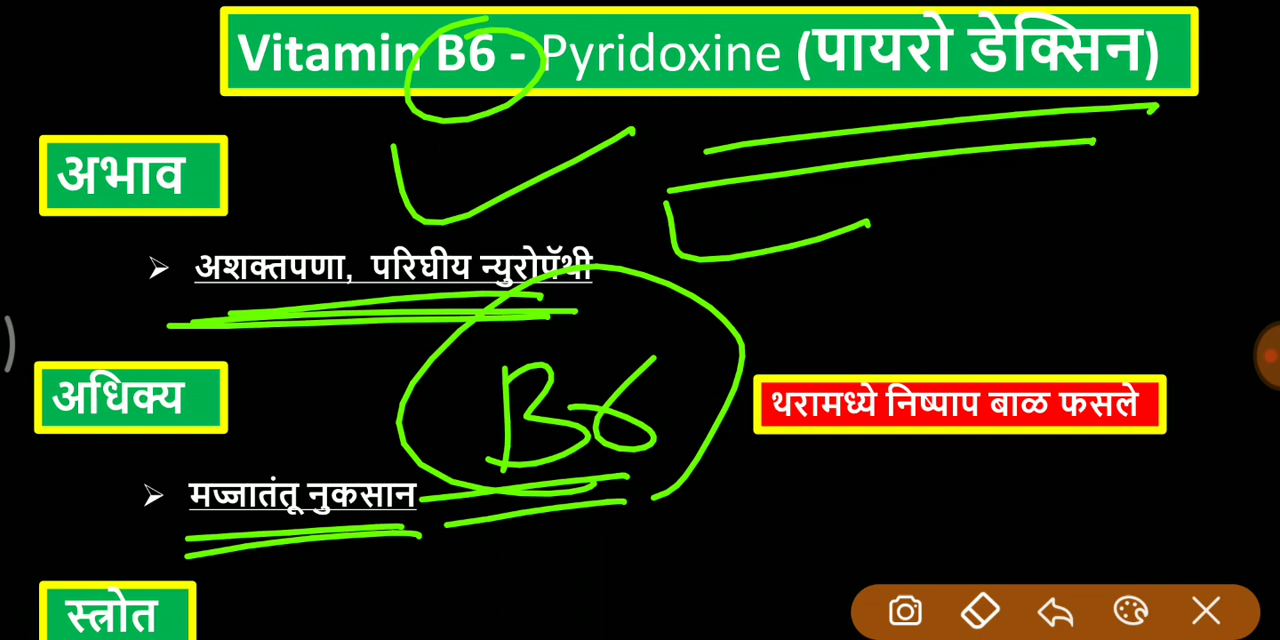 Vitamin B6 - Pyridoxine (पायरो डेक्सिन)
अभाव
अशक्तपणा, परिघीय न्युरोपॅथी
B6
अधिक्य
थरामध्ये निष्पाप बाळ फसले
मज्जातंतू नुकसान
स्त्रोत